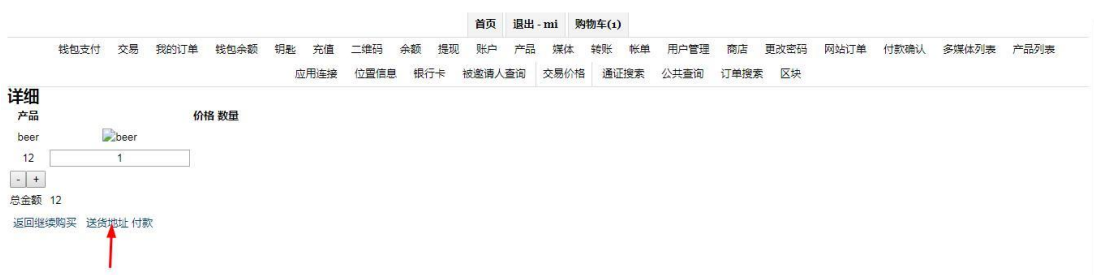 首页 退出 - mi 购物车(1)
钱包支付 交易 我的订单 钱包余额 钥匙 充值 二维码 余额 提现 账户 产品 媒体 转账 帐单 用户管理 商店 更改密码 网站订单 付款确认 多媒体列表 产品列表
应用连接 位置信息 银行卡 被邀请人查询 交易价格 通证搜索 公共查询 订单搜索 区块
详细
产品 价格 数量
beer beer
12 1
- +
总金额 12
返回继续购买 送货地址 付款